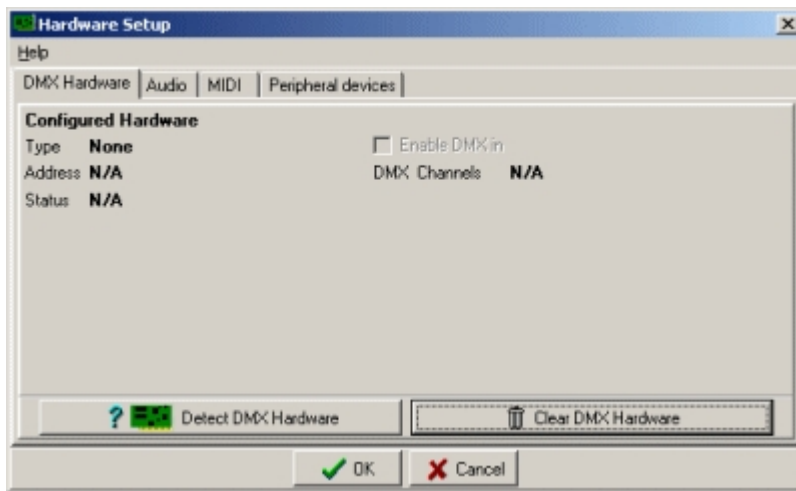 Hardware Setup
Help
DMX Hardware Audio MIDI Peripheral devices
Configured Hardware
Type None Enable DMX in
Address N/A DMX Channels N/A
Status N/A
? Detect DMX Hardware Clear DMX Hardware
OK Cancel